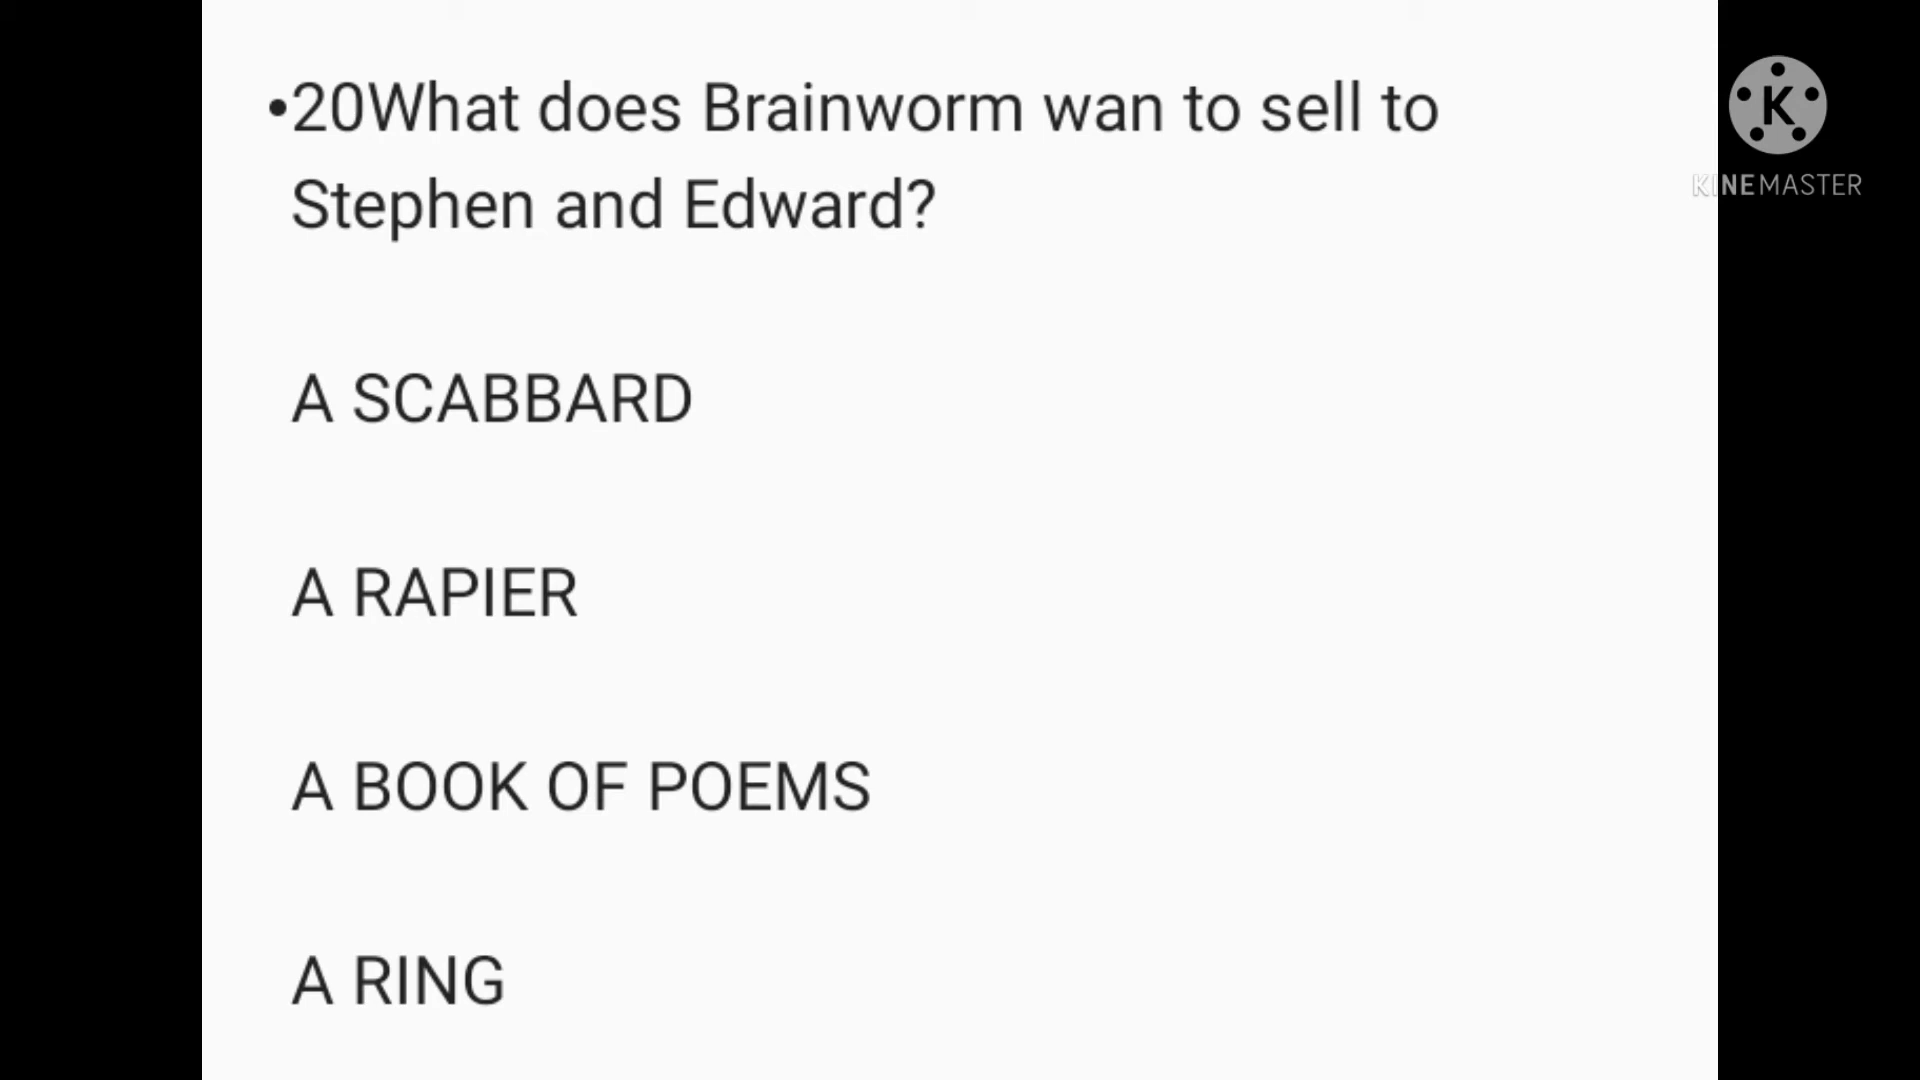 •20What does Brainworm wan to sell to
Stephen and Edward?
A SCABBARD
A RAPIER
A BOOK OF POEMS
A RING
K
KINEMASTER